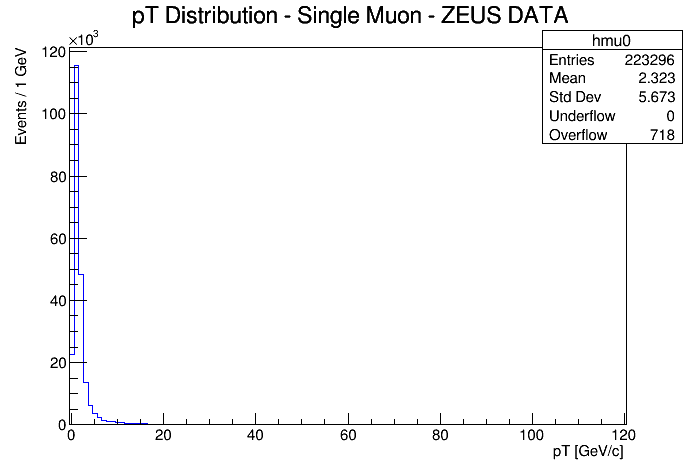 pT Distribution - Single Muon - ZEUS DATA
×10³
hmu0
Entries 223296
Mean 2.323
Std Dev 5.673
Underflow 0
Overflow 718
Events / 1 GeV
120
100
80
60
40
20
0
0 20 40 60 80 100 120
pT [GeV/c]